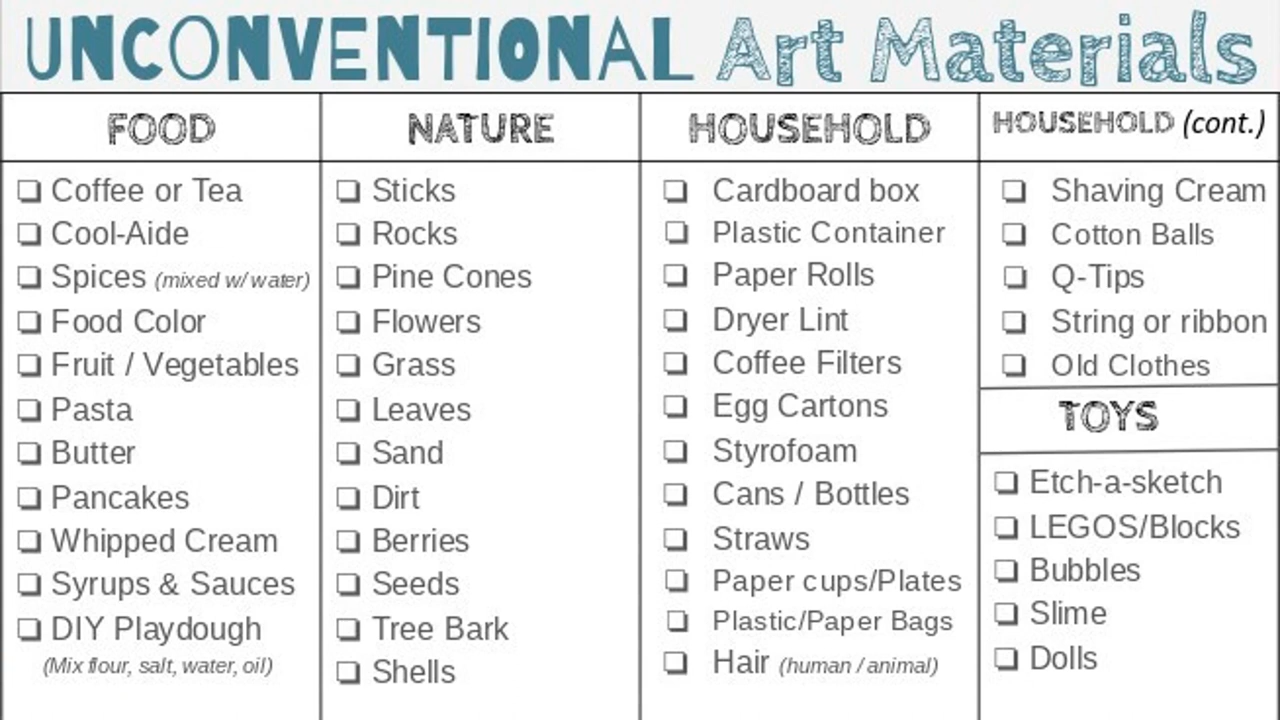 UNCONVENTIONAL Art Materials
FOOD
Coffee or Tea
Cool-Aide
Spices (mixed w/ water)
Food Color
Fruit / Vegetables
Pasta
Butter
Pancakes
Whipped Cream
Syrups & Sauces
DIY Playdough
(Mix flour, salt, water, oil)
NATURE
Sticks
Rocks
Pine Cones
Flowers
Grass
Leaves
Sand
Dirt
Berries
Seeds
Tree Bark
Shells
HOUSEHOLD
Cardboard box
Plastic Container
Paper Rolls
Dryer Lint
Coffee Filters
Egg Cartons
Styrofoam
Cans / Bottles
Straws
Paper cups/Plates
Plastic/Paper Bags
Hair (human / animal)
HOUSEHOLD (cont.)
Shaving Cream
Cotton Balls
Q-Tips
String or ribbon
Old Clothes
TOYS
Etch-a-sketch
LEGOS/Blocks
Bubbles
Slime
Dolls